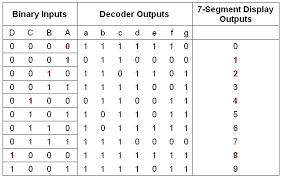 Binary Inputs Decoder Outputs 7-Segment Display Outputs
D C B A a b c d e f g
0 0 0 0 1 1 1 1 1 1 0 0
0 0 0 1 0 1 1 0 0 0 0 1
0 0 1 0 1 1 0 1 1 0 1 2
0 0 1 1 1 1 1 1 0 0 1 3
0 1 0 0 0 1 1 0 0 1 1 4
0 1 0 1 1 0 1 1 0 1 1 5
0 1 1 0 1 0 1 1 1 1 1 6
0 1 1 1 1 1 1 0 0 0 0 7
1 0 0 0 1 1 1 1 1 1 1 8
1 0 0 1 1 1 1 1 0 1 1 9